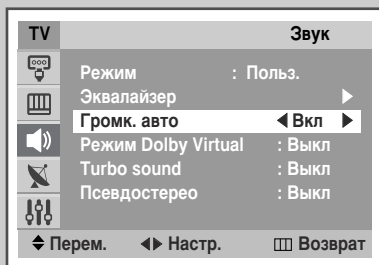 TV Звук
Режим : Польз.
Эквалайзер
Громк. авто Вкл
Режим Dolby Virtual : Выкл
Turbo sound : Выкл
Псевдостерео : Выкл
Перем. Настр. Возврат